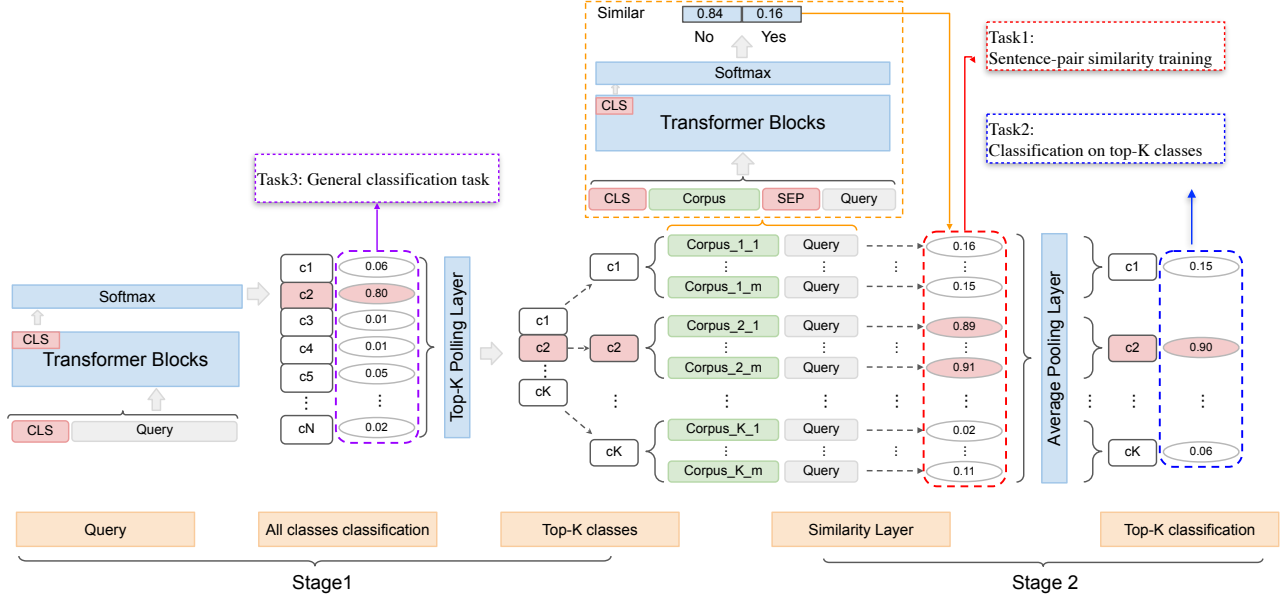 Similar
0.84 0.16
No Yes
Softmax
CLS
Transformer Blocks
CLS Corpus SEP Query
Task1:
Sentence-pair similarity training
Task2:
Classification on top-K classes
Task3: General classification task
Softmax
CLS
Transformer Blocks
CLS Query
c1 0.06
c2 0.80
c3 0.01
c4 0.01
c5 0.05
cN 0.02
Top-K Polling Layer
c1
c2
cK
c1
c2
cK
Corpus_1_1 Query 0.16
Corpus_1_m Query 0.15
Corpus_2_1 Query 0.89
Corpus_2_m Query 0.91
Corpus_K_1 Query 0.02
Corpus_K_m Query 0.11
Average Pooling Layer
c1 0.15
c2 0.90
cK 0.06
Query
All classes classification
Top-K classes
Similarity Layer
Top-K classification
Stage1
Stage 2